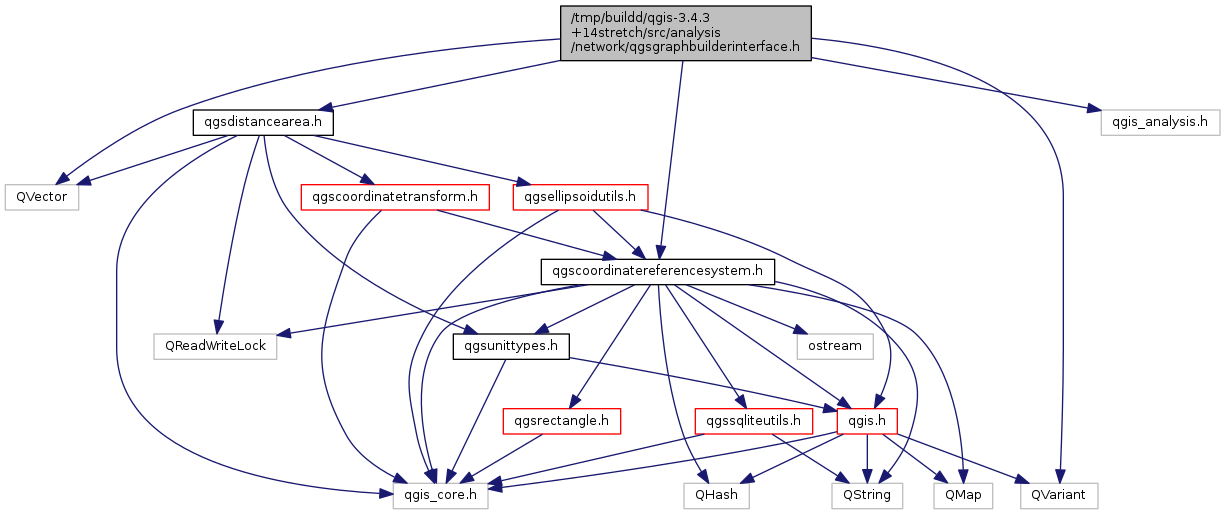 /tmp/buildd/qgis-3.4.3
+14stretch/src/analysis
/network/qgsgraphbuilderinterface.h
qgsdistancearea.h
qgis_analysis.h
QVector
qgscoordinatetransform.h
qgsellipsoidutils.h
qgscoordinatereferencesystem.h
QReadWriteLock
qgsunittypes.h
ostream
qgsrectangle.h
qgssqliteutils.h
qgis.h
qgis_core.h
QHash
QString
QMap
QVariant